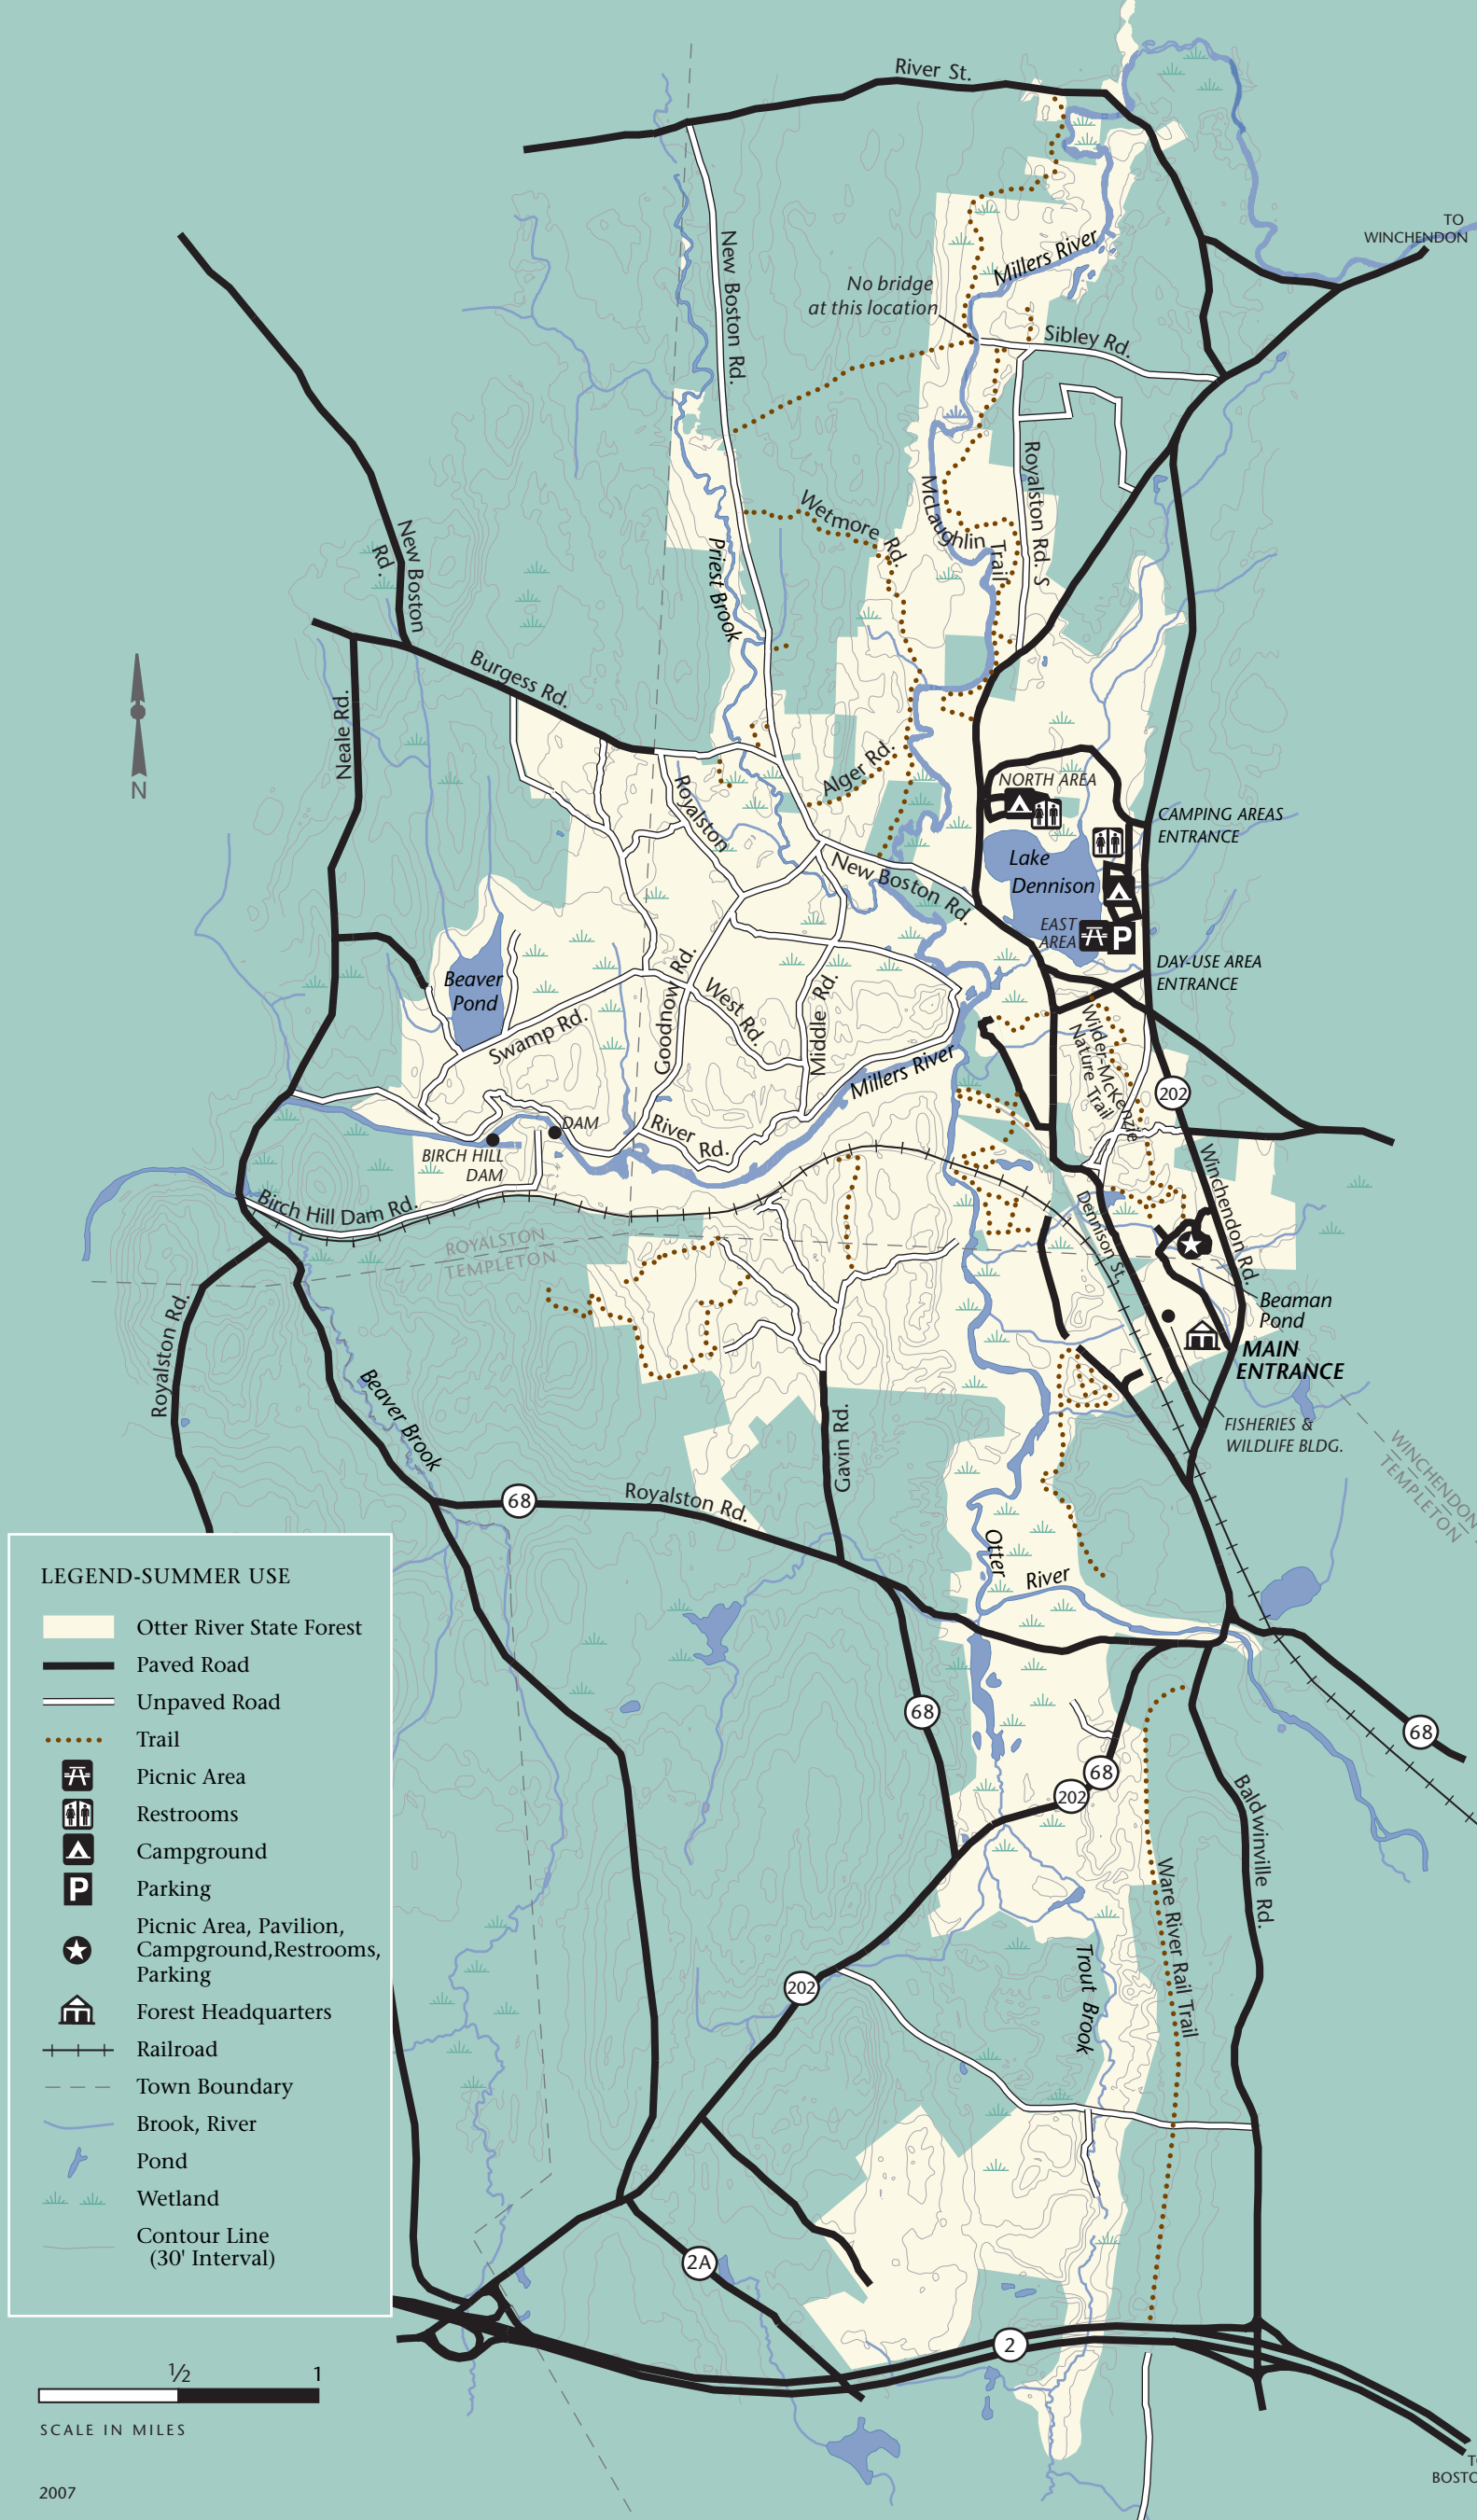 River St.
TO
WINCHENDON
New Boston Rd.
Millers River
No bridge
at this location
Sibley Rd.
Royalston Rd. S
McLaughlin Trail
Wetmore Rd.
Priest Brook
New Boston
Rd.
Burgess Rd.
Neale Rd.
N
Alger Rd.
Royalston
NORTH AREA
CAMPING AREAS
ENTRANCE
Lake
Dennison
New Boston Rd.
EAST
AREA
P
DAY-USE AREA
ENTRANCE
Beaver
Pond
Swamp Rd.
Goodnow Rd.
West Rd.
Middle Rd.
Millers River
Wilder-McKenzie
Nature Trail
202
DAM
BIRCH HILL
DAM
River Rd.
Birch Hill Dam Rd.
ROYALSTON
TEMPLETON
Dennison St.
Winchendon Rd.
Beaman
Pond
MAIN
ENTRANCE
Royalston Rd.
Beaver Brook
Gavin Rd.
FISHERIES &
WILDLIFE BLDG.
WINCHENDON
TEMPLETON
68
Royalston Rd.
Otter
River
LEGEND-SUMMER USE
Otter River State Forest
Paved Road
Unpaved Road
Trail
Picnic Area
Restrooms
Campground
P
Parking
Picnic Area, Pavilion,
Campground,Restrooms,
Parking
Forest Headquarters
Railroad
Town Boundary
Brook, River
Pond
Wetland
Contour Line
(30' Interval)
68
68
68
202
Baldwinville Rd.
Ware River Rail Trail
Trout Brook
202
2A
2
½
1
SCALE IN MILES
TO
BOSTO
2007